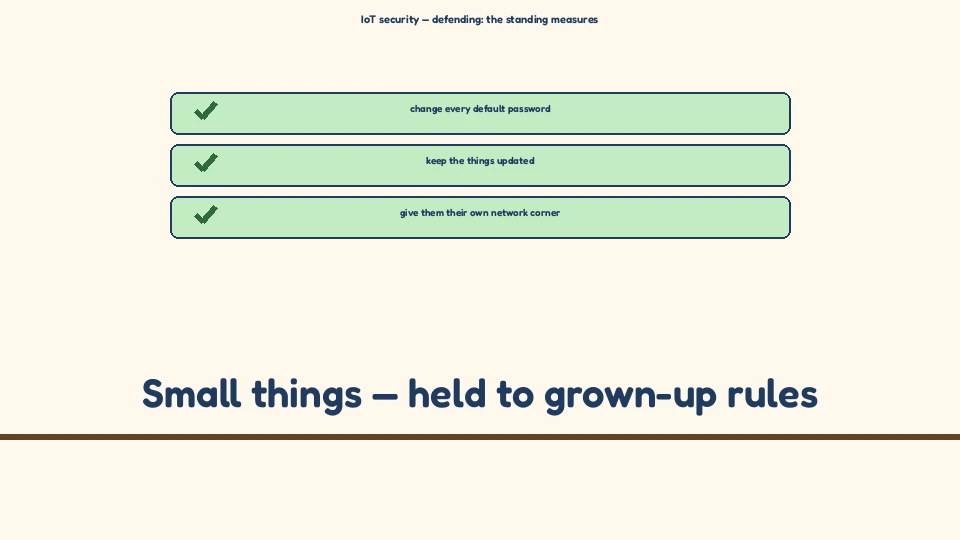 IoT security — defending: the standing measures
change every default password
keep the things updated
give them their own network corner
Small things — held to grown-up rules